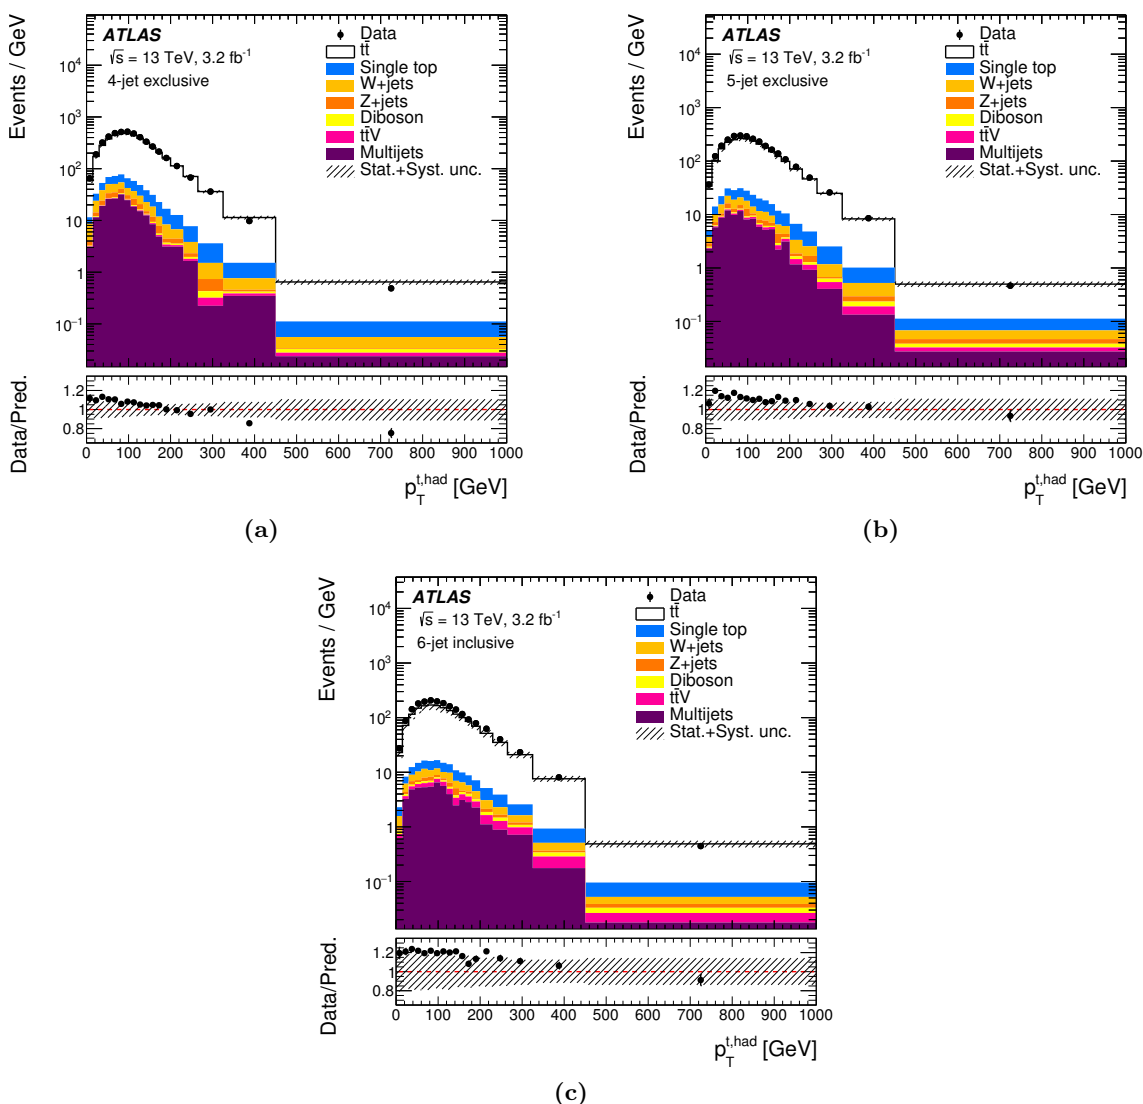 Events / GeV
ATLAS
√s = 13 TeV, 3.2 fb⁻¹
4-jet exclusive
Data
tt̄
Single top
W+jets
Z+jets
Diboson
tt̄V
Multijets
Stat.+Syst. unc.
10⁴
10³
10²
10
1
10⁻¹
Data/Pred.
1.2
1
0.8
0 100 200 300 400 500 600 700 800 900 1000
p_T^{t,had} [GeV]
(a)
Events / GeV
ATLAS
√s = 13 TeV, 3.2 fb⁻¹
5-jet exclusive
Data
tt̄
Single top
W+jets
Z+jets
Diboson
tt̄V
Multijets
Stat.+Syst. unc.
10⁴
10³
10²
10
1
10⁻¹
Data/Pred.
1.2
1
0.8
0 100 200 300 400 500 600 700 800 900 1000
p_T^{t,had} [GeV]
(b)
Events / GeV
ATLAS
√s = 13 TeV, 3.2 fb⁻¹
6-jet inclusive
Data
tt̄
Single top
W+jets
Z+jets
Diboson
tt̄V
Multijets
Stat.+Syst. unc.
10⁴
10³
10²
10
1
10⁻¹
Data/Pred.
1.2
1
0.8
0 100 200 300 400 500 600 700 800 900 1000
p_T^{t,had} [GeV]
(c)